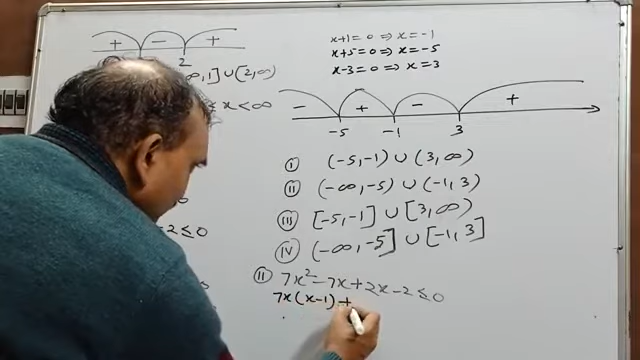 + − +
2
∞, 1] ∪ [2, ∞)
≤ x < ∞
− 2 ≤ 0
x+1=0 ⇒ x=-1
x+5=0 ⇒ x=-5
x-3=0 ⇒ x=3
− + − +
-5 -1 3
(I) (-5,-1) ∪ (3,∞)
(II) (-∞,-5) ∪ (-1,3)
(III) [-5,-1] ∪ [3,∞)
(IV) (-∞,-5] ∪ [-1,3]
(II) 7x²-7x+2x-2≤0
7x(x-1)+